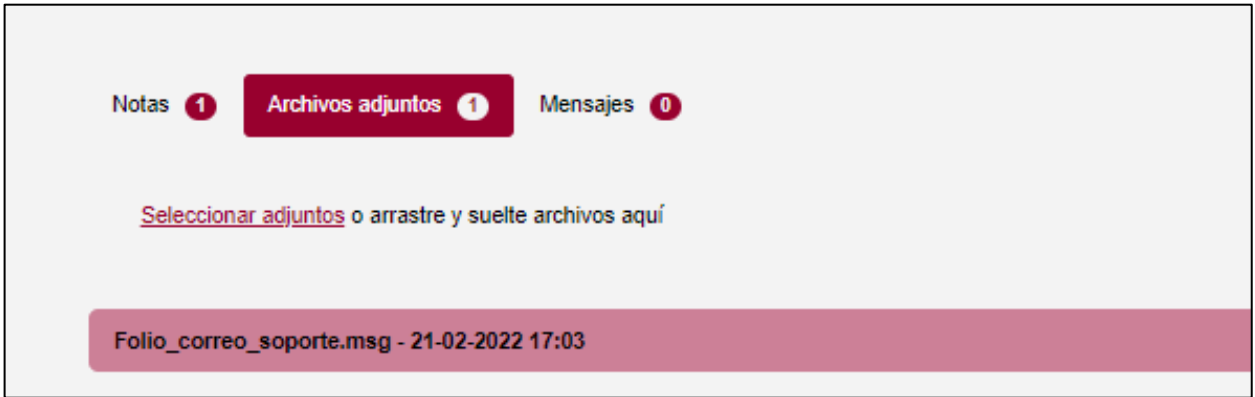 Notas 1 Archivos adjuntos 1 Mensajes 0
Seleccionar adjuntos o arrastre y suelte archivos aquí
Folio_correo_soporte.msg - 21-02-2022 17:03